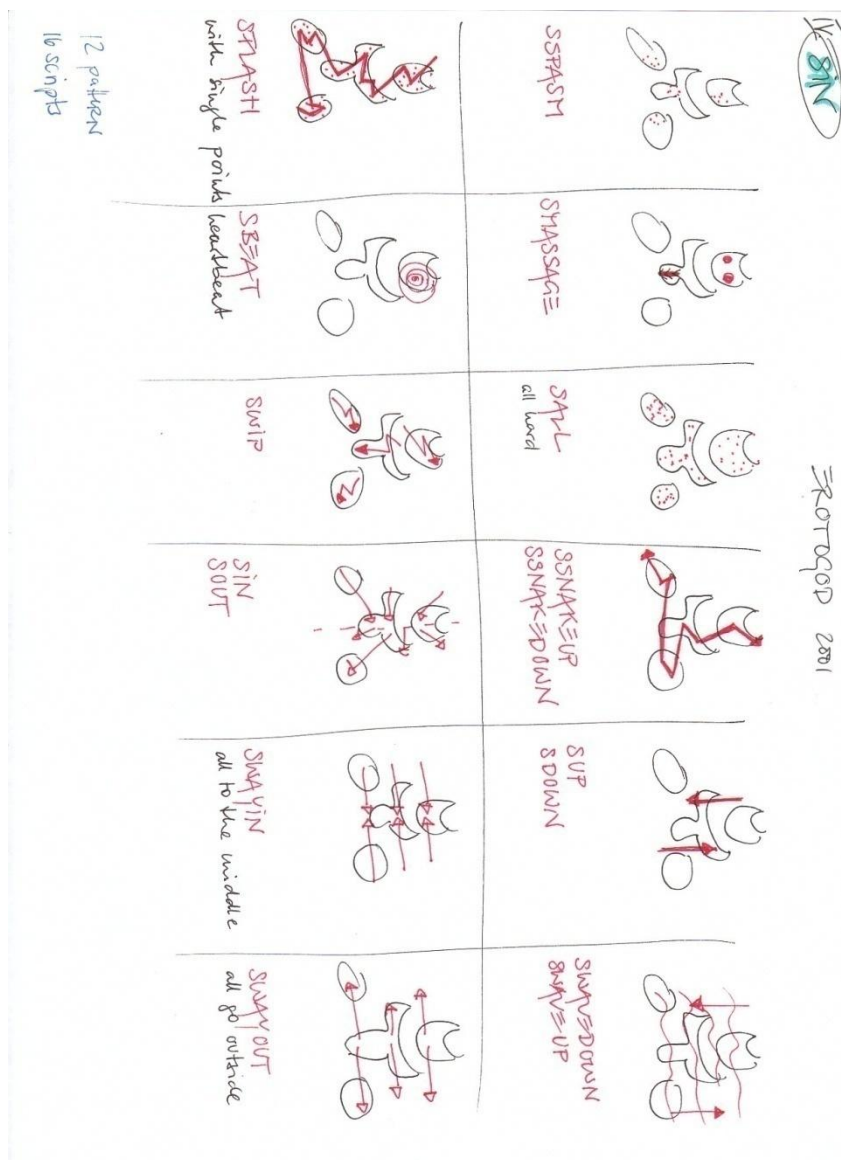 EROTOGOD 2001
SSPASM
SMASSAGE
SALL
all hard
SSNAKEUP
SSNAKEDOWN
SUP
SDOWN
SWAVEDOWN
SWAVEUP
SFLASH
with single points
SBEAT
heartbeat
SWiP
SiN
SOUT
SWAYiN
all to the middle
SWAYOUT
all go outside
12 pattern
16 scripts